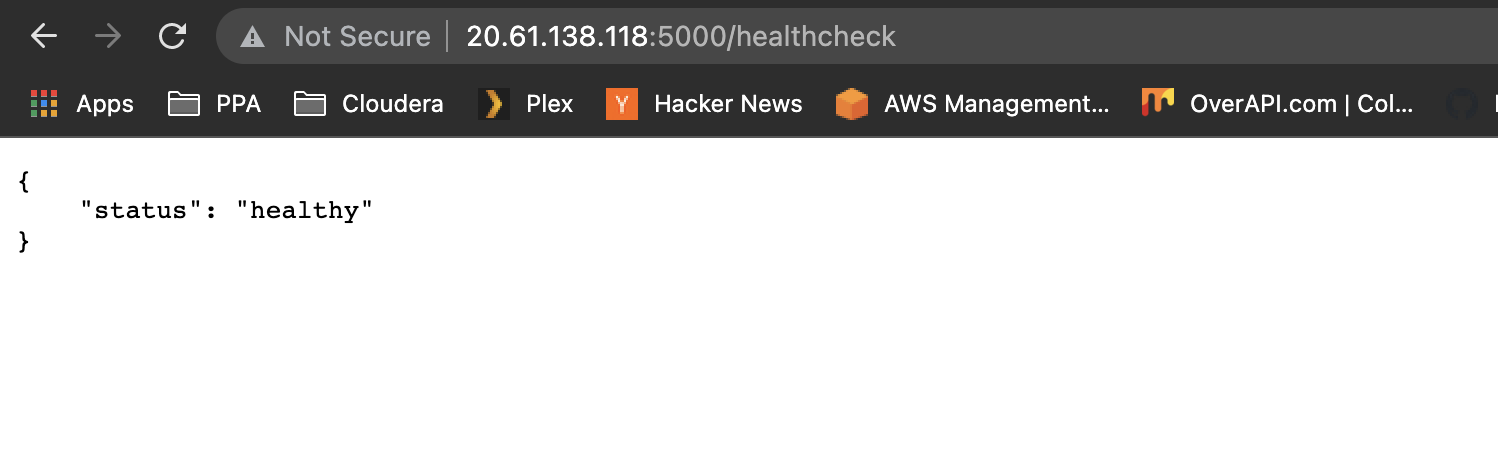 Not Secure 20.61.138.118:5000/healthcheck
Apps PPA Cloudera Plex Hacker News AWS Management... OverAPI.com | Col...
{
"status": "healthy"
}